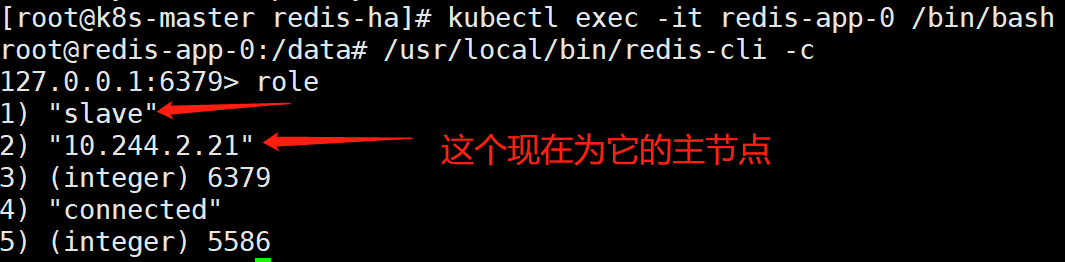 [root@k8s-master redis-ha]# kubectl exec -it redis-app-0 /bin/bash
root@redis-app-0:/data# /usr/local/bin/redis-cli -c
127.0.0.1:6379> role
1) "slave"
2) "10.244.2.21"
这个现在为它的主节点
3) (integer) 6379
4) "connected"
5) (integer) 5586